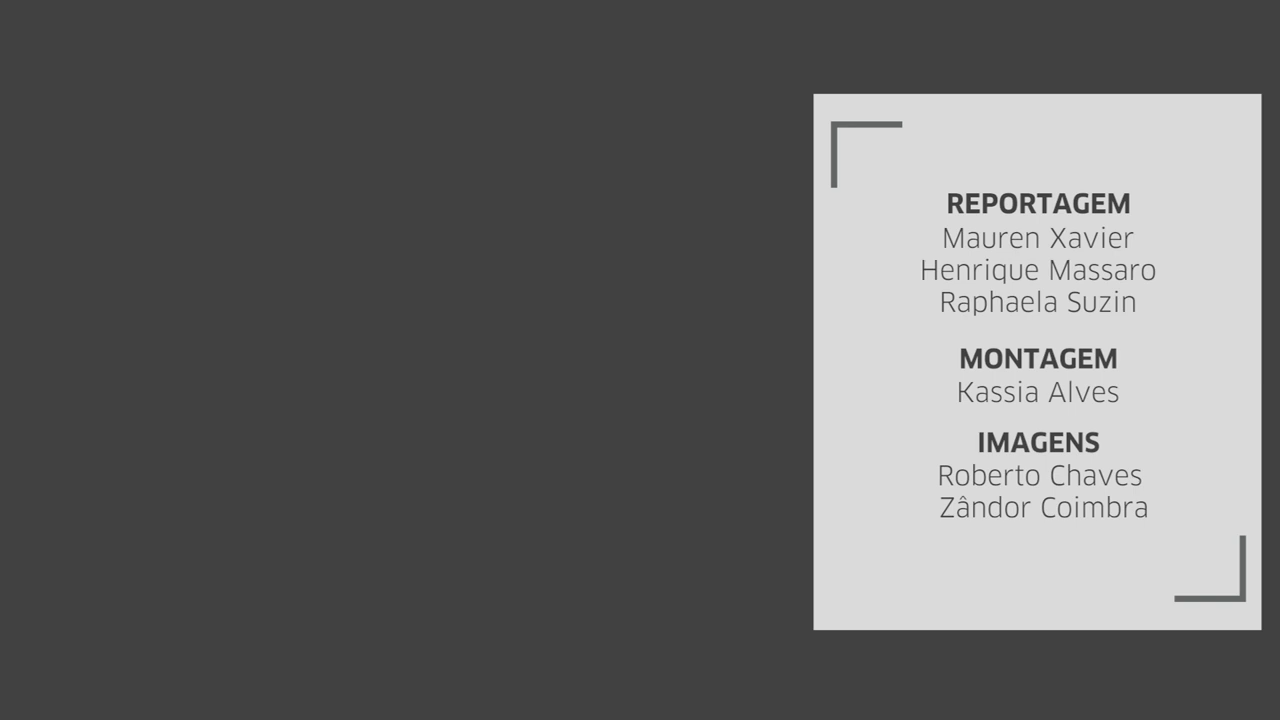 REPORTAGEM
Mauren Xavier
Henrique Massaro
Raphaela Suzin
MONTAGEM
Kassia Alves
IMAGENS
Roberto Chaves
Zândor Coimbra